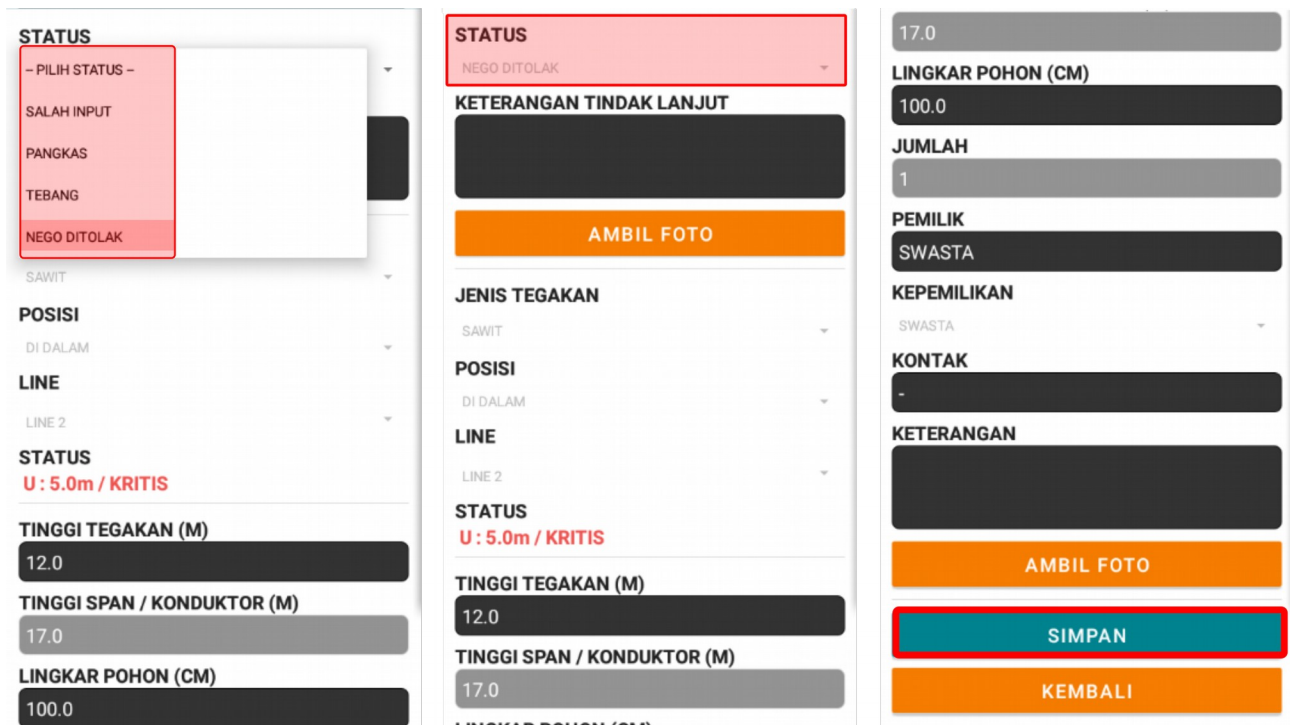 STATUS
– PILIH STATUS –
SALAH INPUT
PANGKAS
TEBANG
NEGO DITOLAK
SAWIT
POSISI
DI DALAM
LINE
LINE 2
STATUS
U : 5.0m / KRITIS
TINGGI TEGAKAN (M)
12.0
TINGGI SPAN / KONDUKTOR (M)
17.0
LINGKAR POHON (CM)
100.0
STATUS
NEGO DITOLAK
KETERANGAN TINDAK LANJUT
AMBIL FOTO
JENIS TEGAKAN
SAWIT
POSISI
DI DALAM
LINE
LINE 2
STATUS
U : 5.0m / KRITIS
TINGGI TEGAKAN (M)
12.0
TINGGI SPAN / KONDUKTOR (M)
17.0
LINGKAR POHON (CM)
17.0
LINGKAR POHON (CM)
100.0
JUMLAH
1
PEMILIK
SWASTA
KEPEMILIKAN
SWASTA
KONTAK
-
KETERANGAN
AMBIL FOTO
SIMPAN
KEMBALI